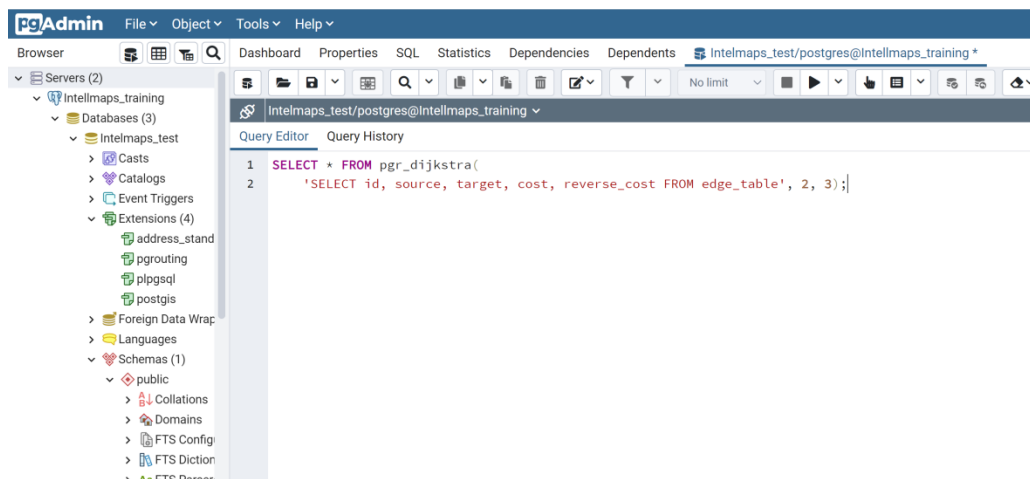 pgAdmin File Object Tools Help
Browser Dashboard Properties SQL Statistics Dependencies Dependents Intelmaps_test/postgres@Intellmaps_training *
Servers (2) No limit
Intellmaps_training Intelmaps_test/postgres@Intellmaps_training
Databases (3)
Intelmaps_test Query Editor Query History
Casts 1 SELECT * FROM pgr_dijkstra(
Catalogs 2 'SELECT id, source, target, cost, reverse_cost FROM edge_table', 2, 3);
Event Triggers
Extensions (4)
address_stand
pgrouting
plpgsql
postgis
Foreign Data Wrap
Languages
Schemas (1)
public
Collations
Domains
FTS Config
FTS Diction